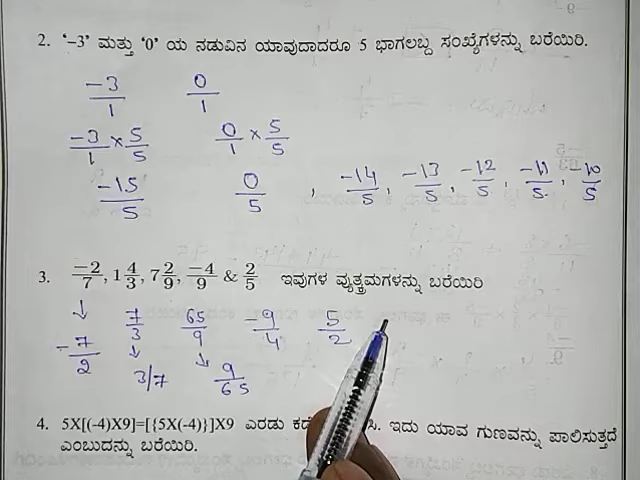 2. '–3' ಮತ್ತು '0' ಯ ನಡುವಿನ ಯಾವುದಾದರೂ 5 ಭಾಗಲಬ್ಧ ಸಂಖ್ಯೆಗಳನ್ನು ಬರೆಯಿರಿ.
-3/1 0/1
-3/1 × 5/5 0/1 × 5/5
-15/5 0/5 , -14/5, -13/5, -12/5, -11/5, -10/5
3. -2/7, 1 4/3, 7 2/9, -4/9 & 2/5 ಇವುಗಳ ವ್ಯುತ್ಕ್ರಮಗಳನ್ನು ಬರೆಯಿರಿ
↓ 7/3 65/9 -9/4 5/2
-7/2 ↓ 3/7 ↘ 9/65
4. 5X[(-4)X9]=[{5X(-4)}]X9 ಎರಡು ಇದು ಯಾವ ಗುಣವನ್ನು ಪಾಲಿಸುತ್ತದೆ
ಎಂಬುದನ್ನು ಬರೆಯಿರಿ.